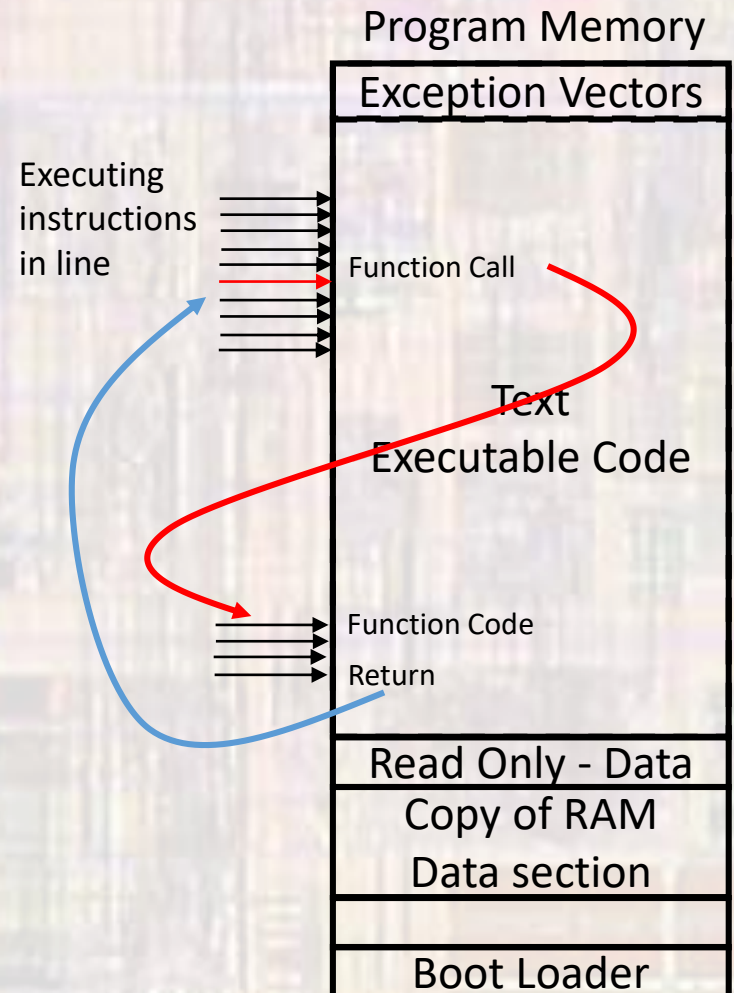 Program Memory
Exception Vectors
Executing
instructions
in line
Function Call
Text
Executable Code
Function Code
Return
Read Only - Data
Copy of RAM
Data section
Boot Loader